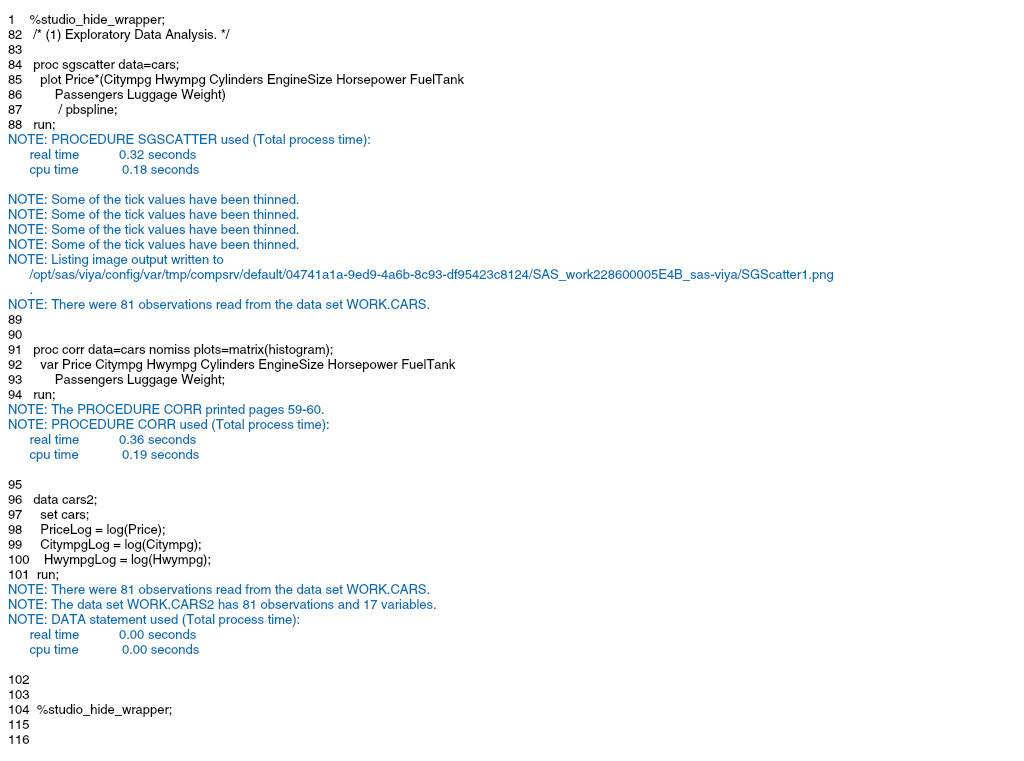 1    %studio_hide_wrapper;
82   /* (1) Exploratory Data Analysis. */
83
84   proc sgscatter data=cars;
85     plot Price*(Citympg Hwympg Cylinders EngineSize Horsepower FuelTank
86         Passengers Luggage Weight)
87          / pbspline;
88   run;
NOTE: PROCEDURE SGSCATTER used (Total process time):
      real time           0.32 seconds
      cpu time            0.18 seconds
NOTE: Some of the tick values have been thinned.
NOTE: Some of the tick values have been thinned.
NOTE: Some of the tick values have been thinned.
NOTE: Some of the tick values have been thinned.
NOTE: Listing image output written to
      /opt/sas/viya/config/var/tmp/compsrv/default/04741a1a-9ed9-4a6b-8c93-df95423c8124/SAS_work228600005E4B_sas-viya/SGScatter1.png
      .
NOTE: There were 81 observations read from the data set WORK.CARS.
89
90
91   proc corr data=cars nomiss plots=matrix(histogram);
92     var Price Citympg Hwympg Cylinders EngineSize Horsepower FuelTank
93         Passengers Luggage Weight;
94   run;
NOTE: The PROCEDURE CORR printed pages 59-60.
NOTE: PROCEDURE CORR used (Total process time):
      real time           0.36 seconds
      cpu time            0.19 seconds
95
96   data cars2;
97     set cars;
98     PriceLog = log(Price);
99     CitympgLog = log(Citympg);
100    HwympgLog = log(Hwympg);
101  run;
NOTE: There were 81 observations read from the data set WORK.CARS.
NOTE: The data set WORK.CARS2 has 81 observations and 17 variables.
NOTE: DATA statement used (Total process time):
      real time           0.00 seconds
      cpu time            0.00 seconds
102
103
104  %studio_hide_wrapper;
115
116